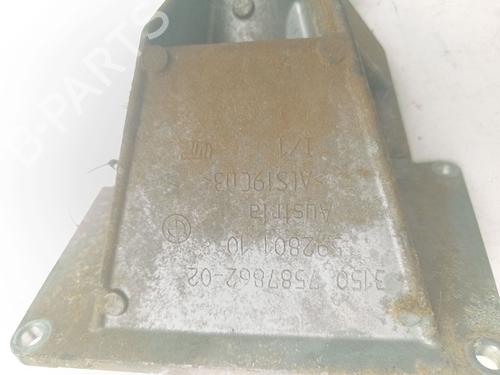 3150 7587862-02
592801 10
Austria
>AlSi9Cu3<
1/1
B-PARTS